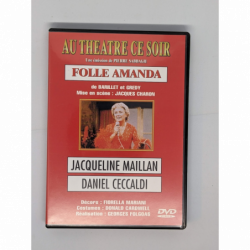 AU THEATRE CE SOIR
Une émission de PIERRE SABBAGH
FOLLE AMANDA
de BARILLET et GREDY
Mise en scène : JACQUES CHARON
JACQUELINE MAILLAN
DANIEL CECCALDI
Décors : FIORELLA MARIANI
Costumes : DONALD CARDWELL
Réalisation : GEORGES FOLGOAS
DVD